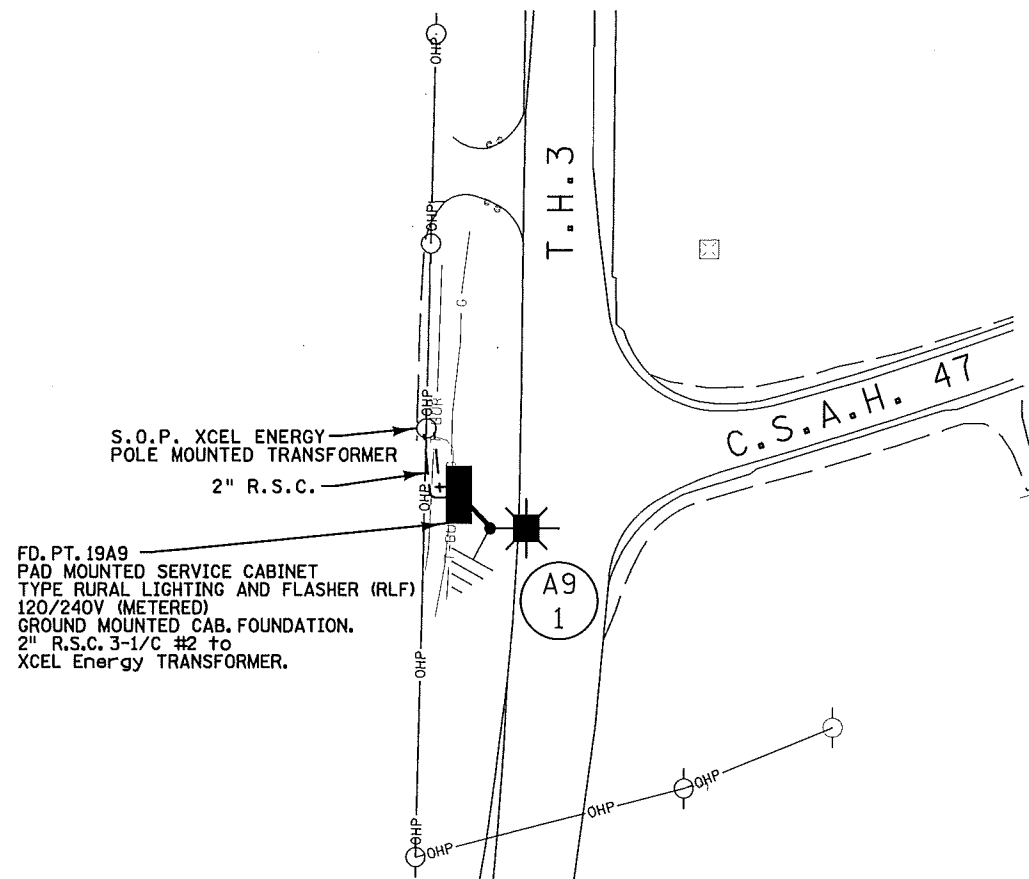 OHP
T.H.3
OHP
G
C.S.A.H. 47
OHP
BUR
S.O.P. XCEL ENERGY
POLE MOUNTED TRANSFORMER
2" R.S.C.
OHP
FD. PT. 19A9
PAD MOUNTED SERVICE CABINET
TYPE RURAL LIGHTING AND FLASHER (RLF)
120/240V (METERED)
GROUND MOUNTED CAB. FOUNDATION.
2" R.S.C. 3-1/C #2 to
XCEL Energy TRANSFORMER.
A9
1
OHP
OHP
OHP
OHP
OHP